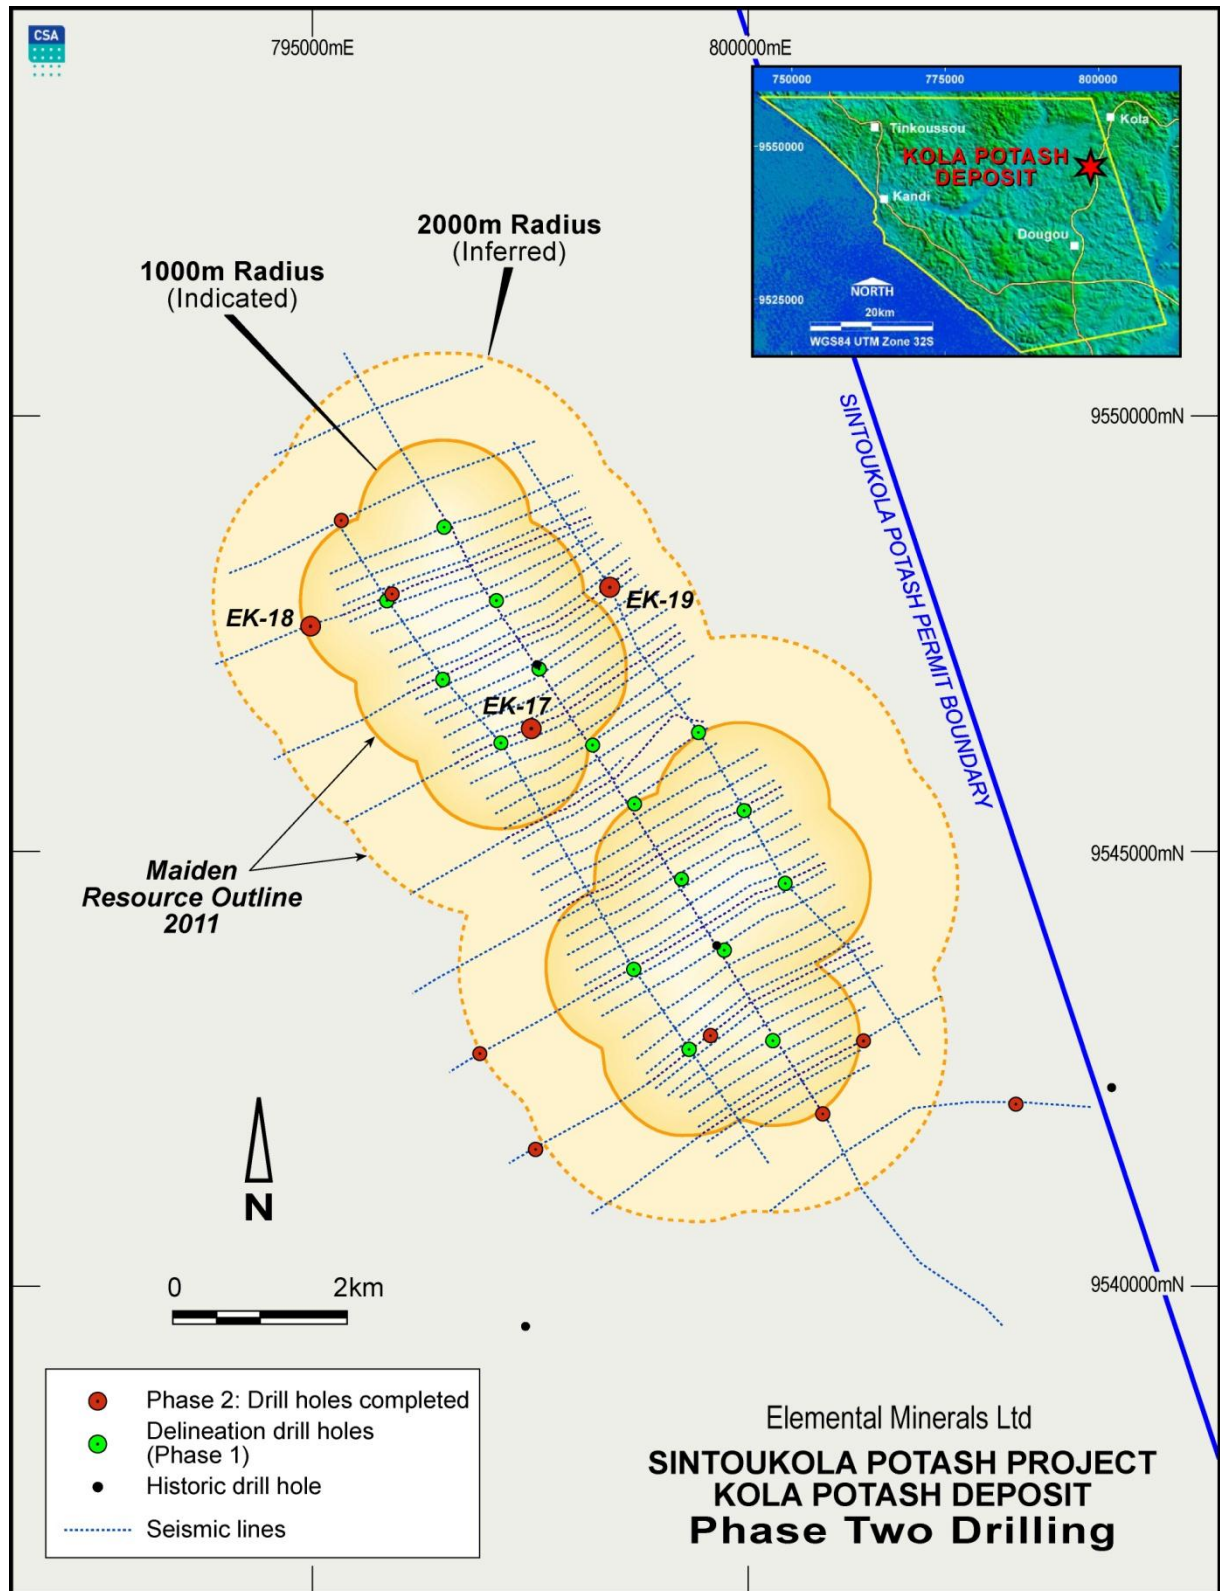 CSA
795000mE
800000mE
750000
775000
800000
Tinkoussou
Kola
9550000
KOLA POTASH
DEPOSIT
Kandi
Dougou
NORTH
9525000
20km
WGS84 UTM Zone 32S
2000m Radius
(Inferred)
1000m Radius
(Indicated)
9550000mN
SINTOUKOLA POTASH PERMIT BOUNDARY
EK-18
EK-19
EK-17
9545000mN
Maiden
Resource Outline
2011
N
0 2km
9540000mN
Phase 2: Drill holes completed
Delineation drill holes
(Phase 1)
Historic drill hole
Seismic lines
Elemental Minerals Ltd
SINTOUKOLA POTASH PROJECT
KOLA POTASH DEPOSIT
Phase Two Drilling